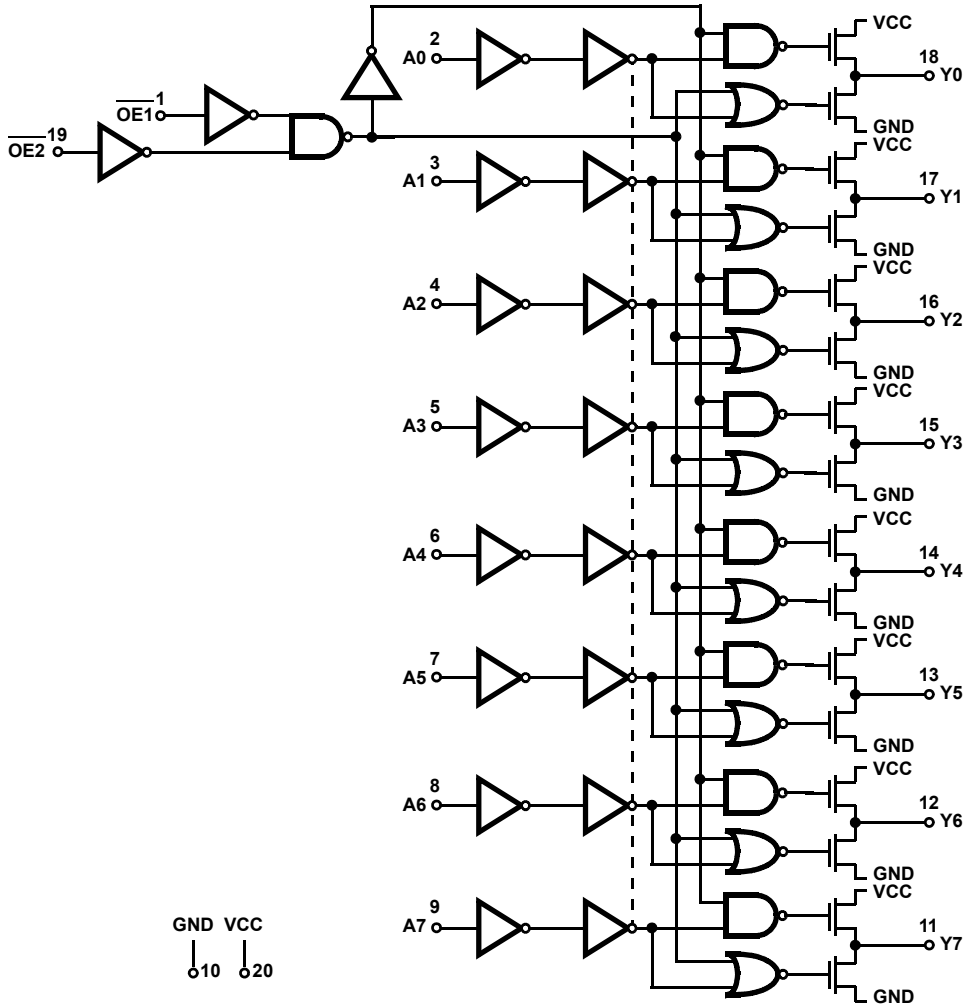 VCC
2
18
A0
Y0
1
OE1
GND
19
OE2
VCC
3
17
A1
Y1
GND
VCC
4
16
A2
Y2
GND
VCC
5
15
A3
Y3
GND
VCC
6
14
A4
Y4
GND
VCC
7
13
A5
Y5
GND
VCC
8
12
A6
Y6
GND
VCC
9
11
A7
Y7
GND VCC
10 20
GND